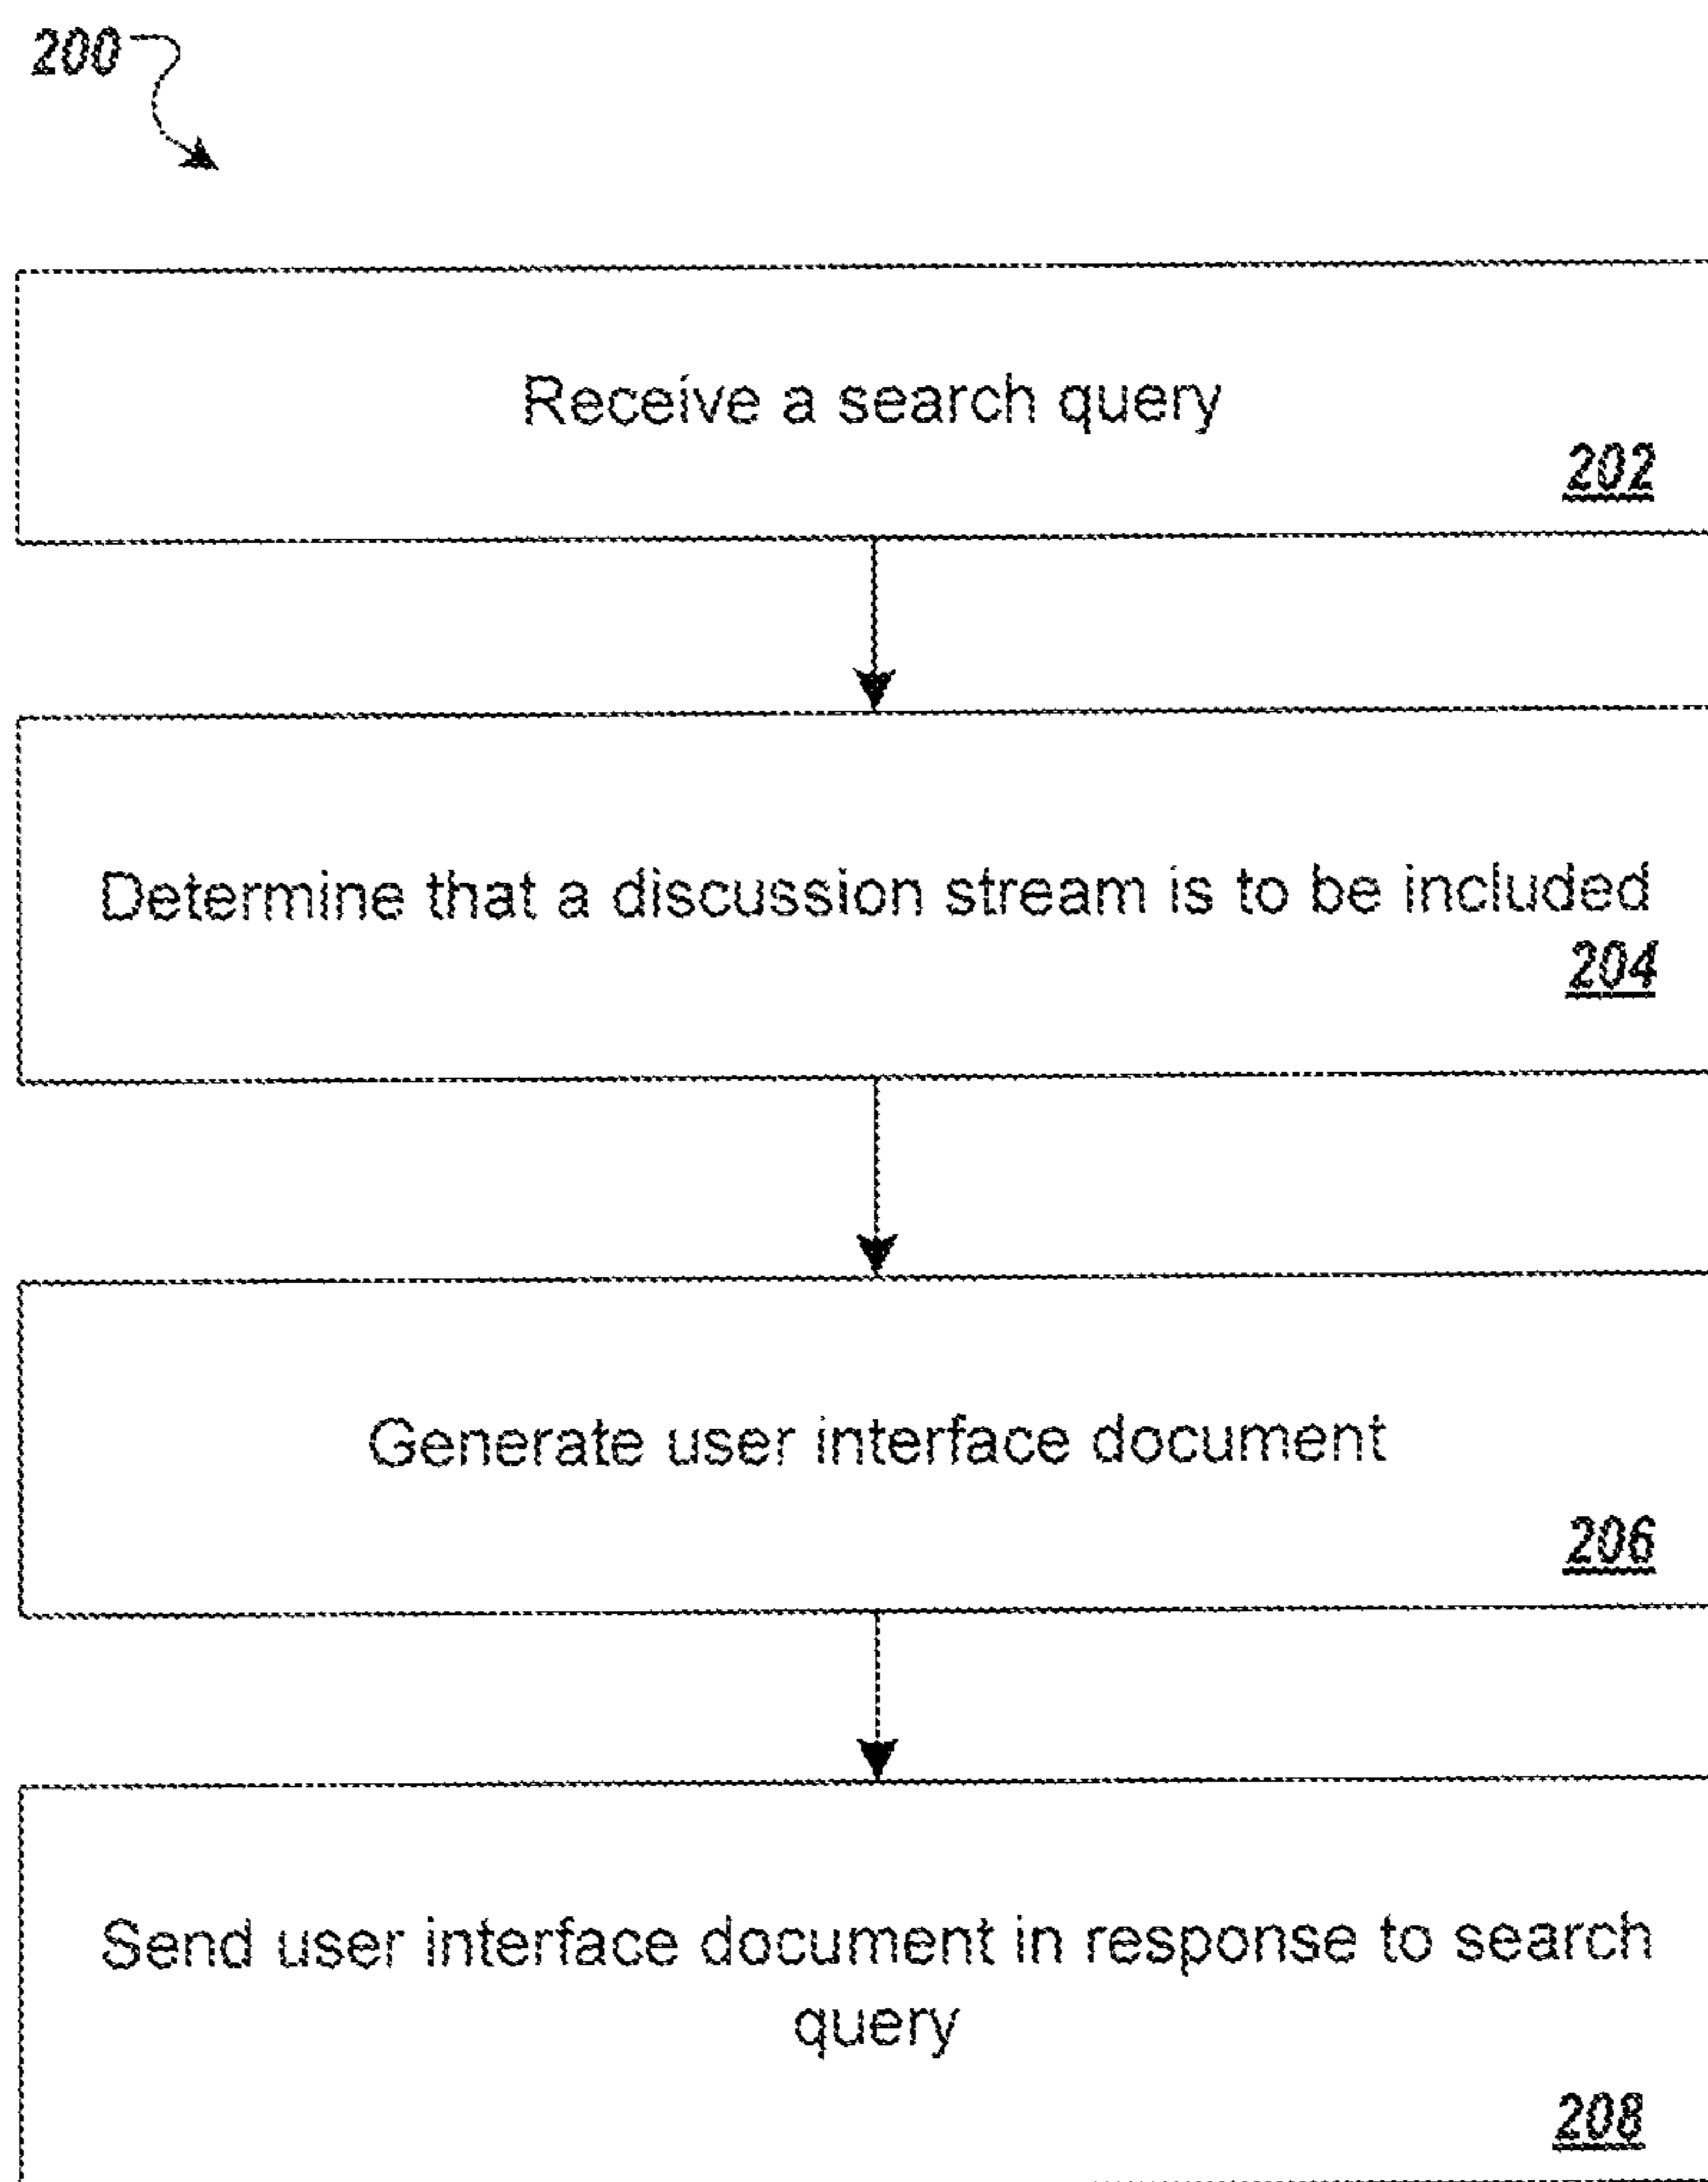 200
Receive a search query
202
Determine that a discussion stream is to be included
204
Generate user interface document
206
Send user interface document in response to search
query
208